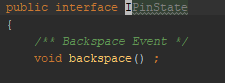 public interface IPinState
{
/** Backspace Event */
void backspace() ;